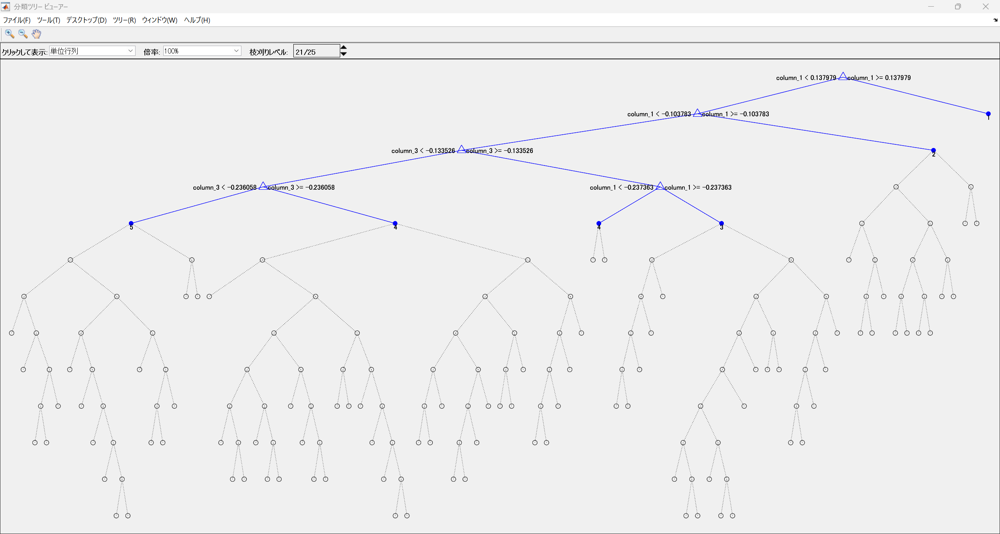 分類ツリー ビューアー
ファイル(F) ツール(T) デスクトップ(D) ツリー(R) ウィンドウ(W) ヘルプ(H)
クリックして表示: 単位行列 倍率: 100% 枝刈りレベル: 21/25
column_1 < 0.137979 column_1 >= 0.137979
column_1 < -0.103783 column_1 >= -0.103783
1
column_3 < -0.133526 column_3 >= -0.133526
2
column_3 < -0.236058 column_3 >= -0.236058 column_1 < -0.237363 column_1 >= -0.237363
5 4 4 3